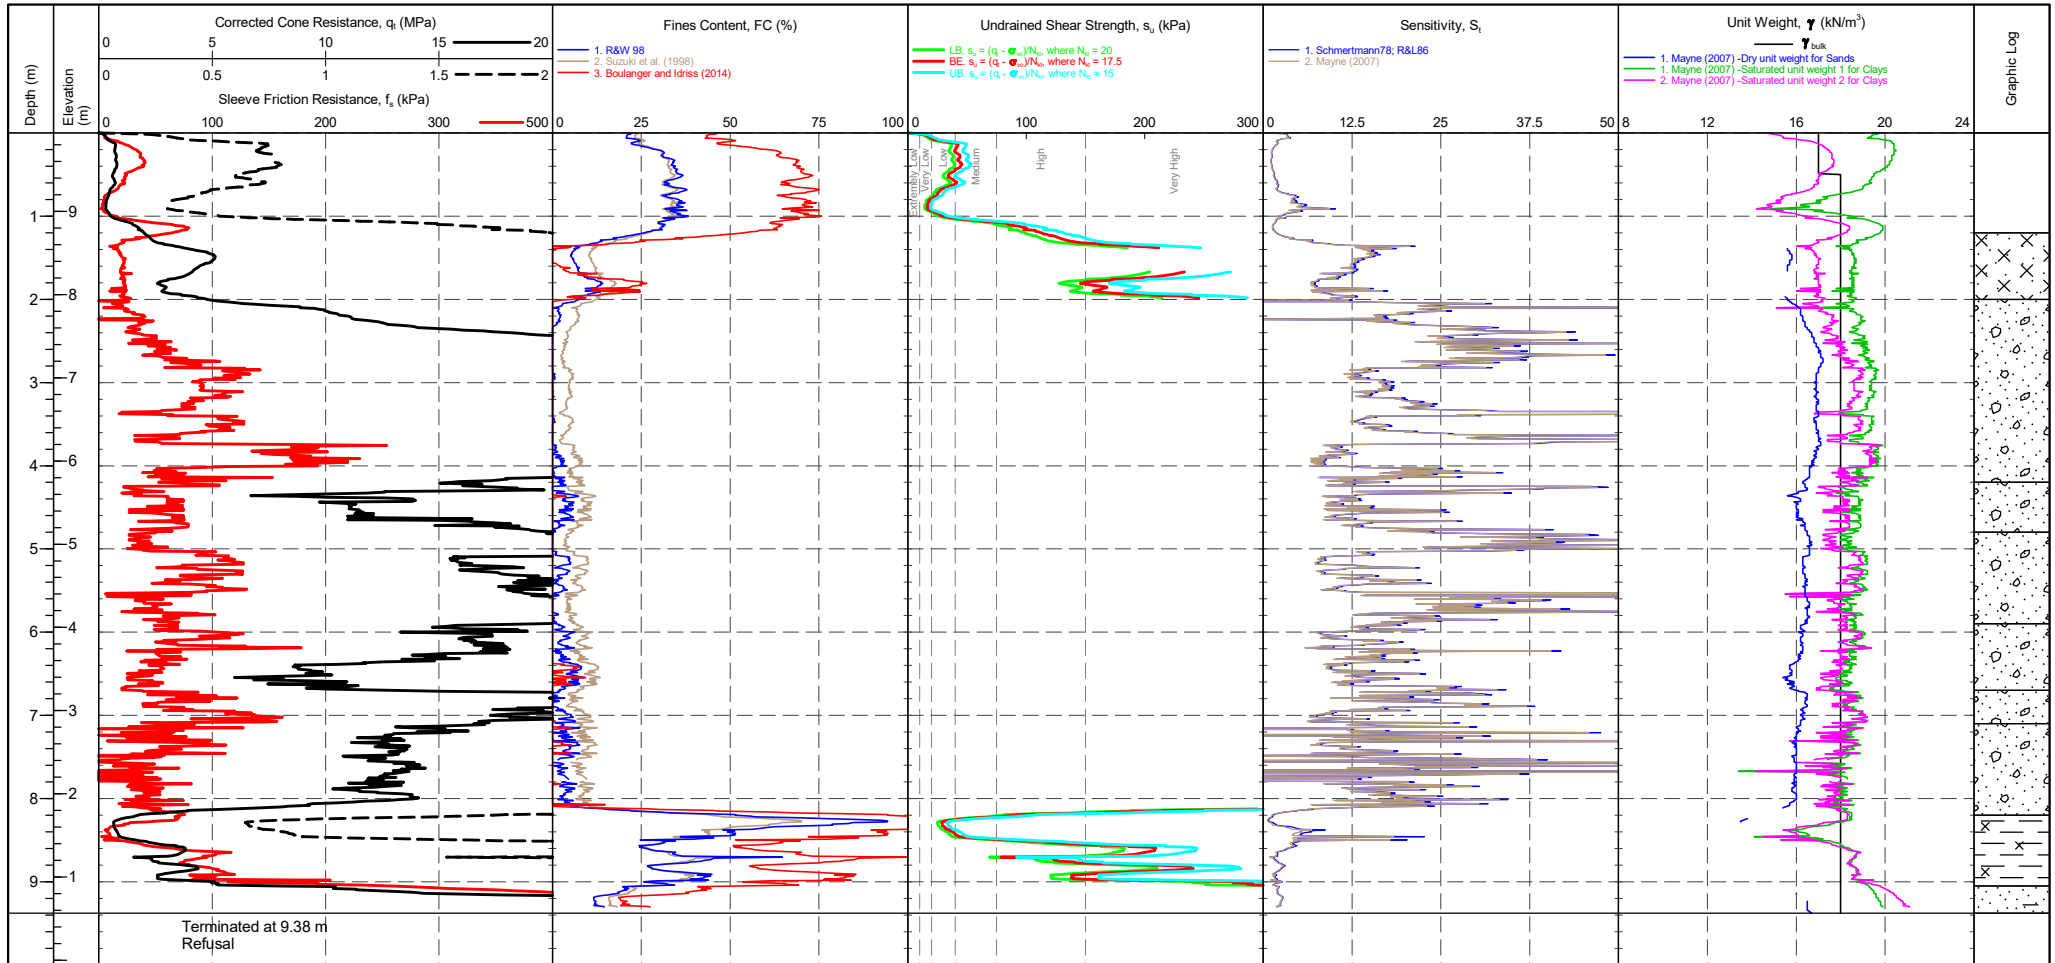 Depth (m)
Elevation (m)
Corrected Cone Resistance, qt (MPa)
0 5 10 15 20
0 0.5 1 1.5 2
Sleeve Friction Resistance, fs (kPa)
0 100 200 300 500
Fines Content, FC (%)
1. R&W 98
2. Suzuki et al. (1998)
3. Boulanger and Idriss (2014)
0 25 50 75 100
Undrained Shear Strength, su (kPa)
LB. su = (qt - σvo)/Nkt, where Nkt = 20
BE. su = (qt - σvo)/Nkt, where Nkt = 17.5
UB. su = (qt - σvo)/Nkt, where Nkt = 15
0 100 200 300
Extremely Low
Very Low
Low
Medium
High
Very High
Sensitivity, St
1. Schmertmann78; R&L86
2. Mayne (2007)
0 12.5 25 37.5 50
Unit Weight, γ (kN/m³)
γbulk
1. Mayne (2007) -Dry unit weight for Sands
1. Mayne (2007) -Saturated unit weight 1 for Clays
2. Mayne (2007) -Saturated unit weight 2 for Clays
8 12 16 20 24
Graphic Log
1 9
2 8
3 7
4 6
5 5
6 4
7 3
8 2
9 1
Terminated at 9.38 m
Refusal